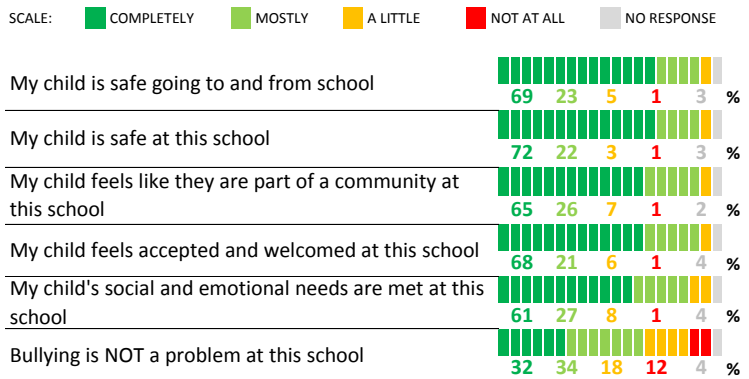 SCALE: COMPLETELY MOSTLY A LITTLE NOT AT ALL NO RESPONSE
My child is safe going to and from school
69 23 5 1 3 %
My child is safe at this school
72 22 3 1 3 %
My child feels like they are part of a community at
this school
65 26 7 1 2 %
My child feels accepted and welcomed at this school
68 21 6 1 4 %
My child's social and emotional needs are met at this
school
61 27 8 1 4 %
Bullying is NOT a problem at this school
32 34 18 12 4 %